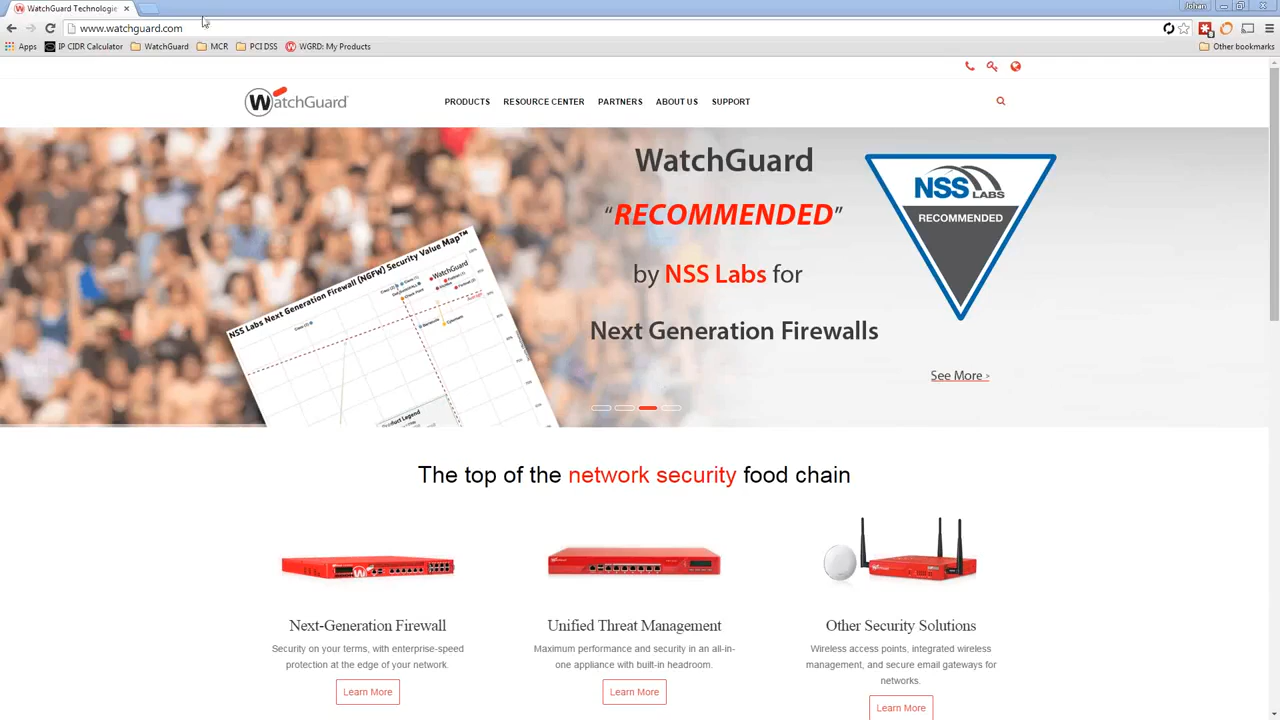 WatchGuard Technologie
Johan
www.watchguard.com
Apps
IP CIDR Calculator
WatchGuard
MCR
PCI DSS
WGRD: My Products
Other bookmarks
WatchGuard
PRODUCTS
RESOURCE CENTER
PARTNERS
ABOUT US
SUPPORT
WatchGuard
“RECOMMENDED”
by NSS Labs for
Next Generation Firewalls
See More >
NSS LABS
RECOMMENDED
NSS Labs Next Generation Firewall (NGFW) Security Value Map™
WatchGuard
The top of the network security food chain
Next-Generation Firewall
Security on your terms, with enterprise-speed
protection at the edge of your network.
Learn More
Unified Threat Management
Maximum performance and security in an all-in-
one appliance with built-in headroom.
Learn More
Other Security Solutions
Wireless access points, integrated wireless
management, and secure email gateways for
networks.
Learn More